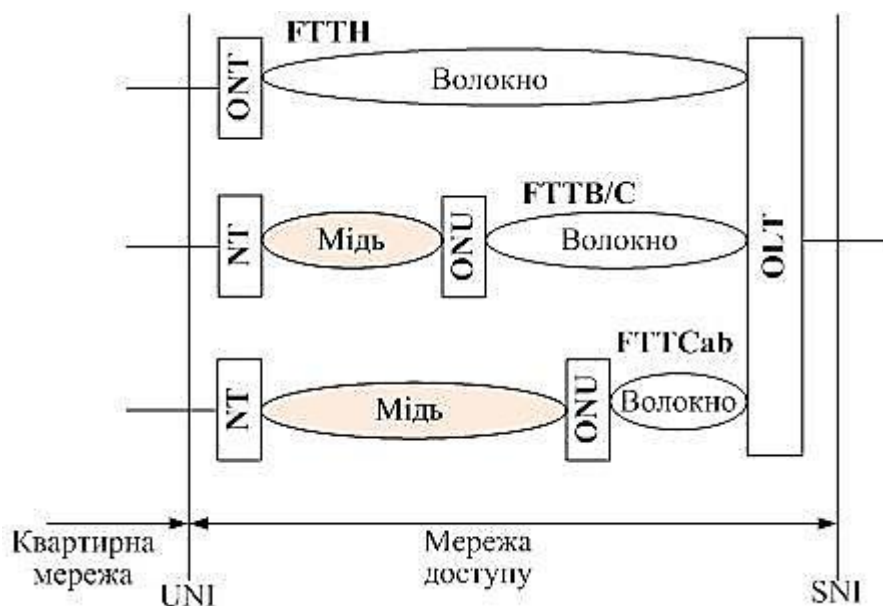 FTTH
ONT
Волокно
OLT
FTTB/C
NT
Мідь
ONU
Волокно
FTTCab
NT
Мідь
ONU
Волокно
Квартирна
мережа
Мережа
доступу
UNI
SNI